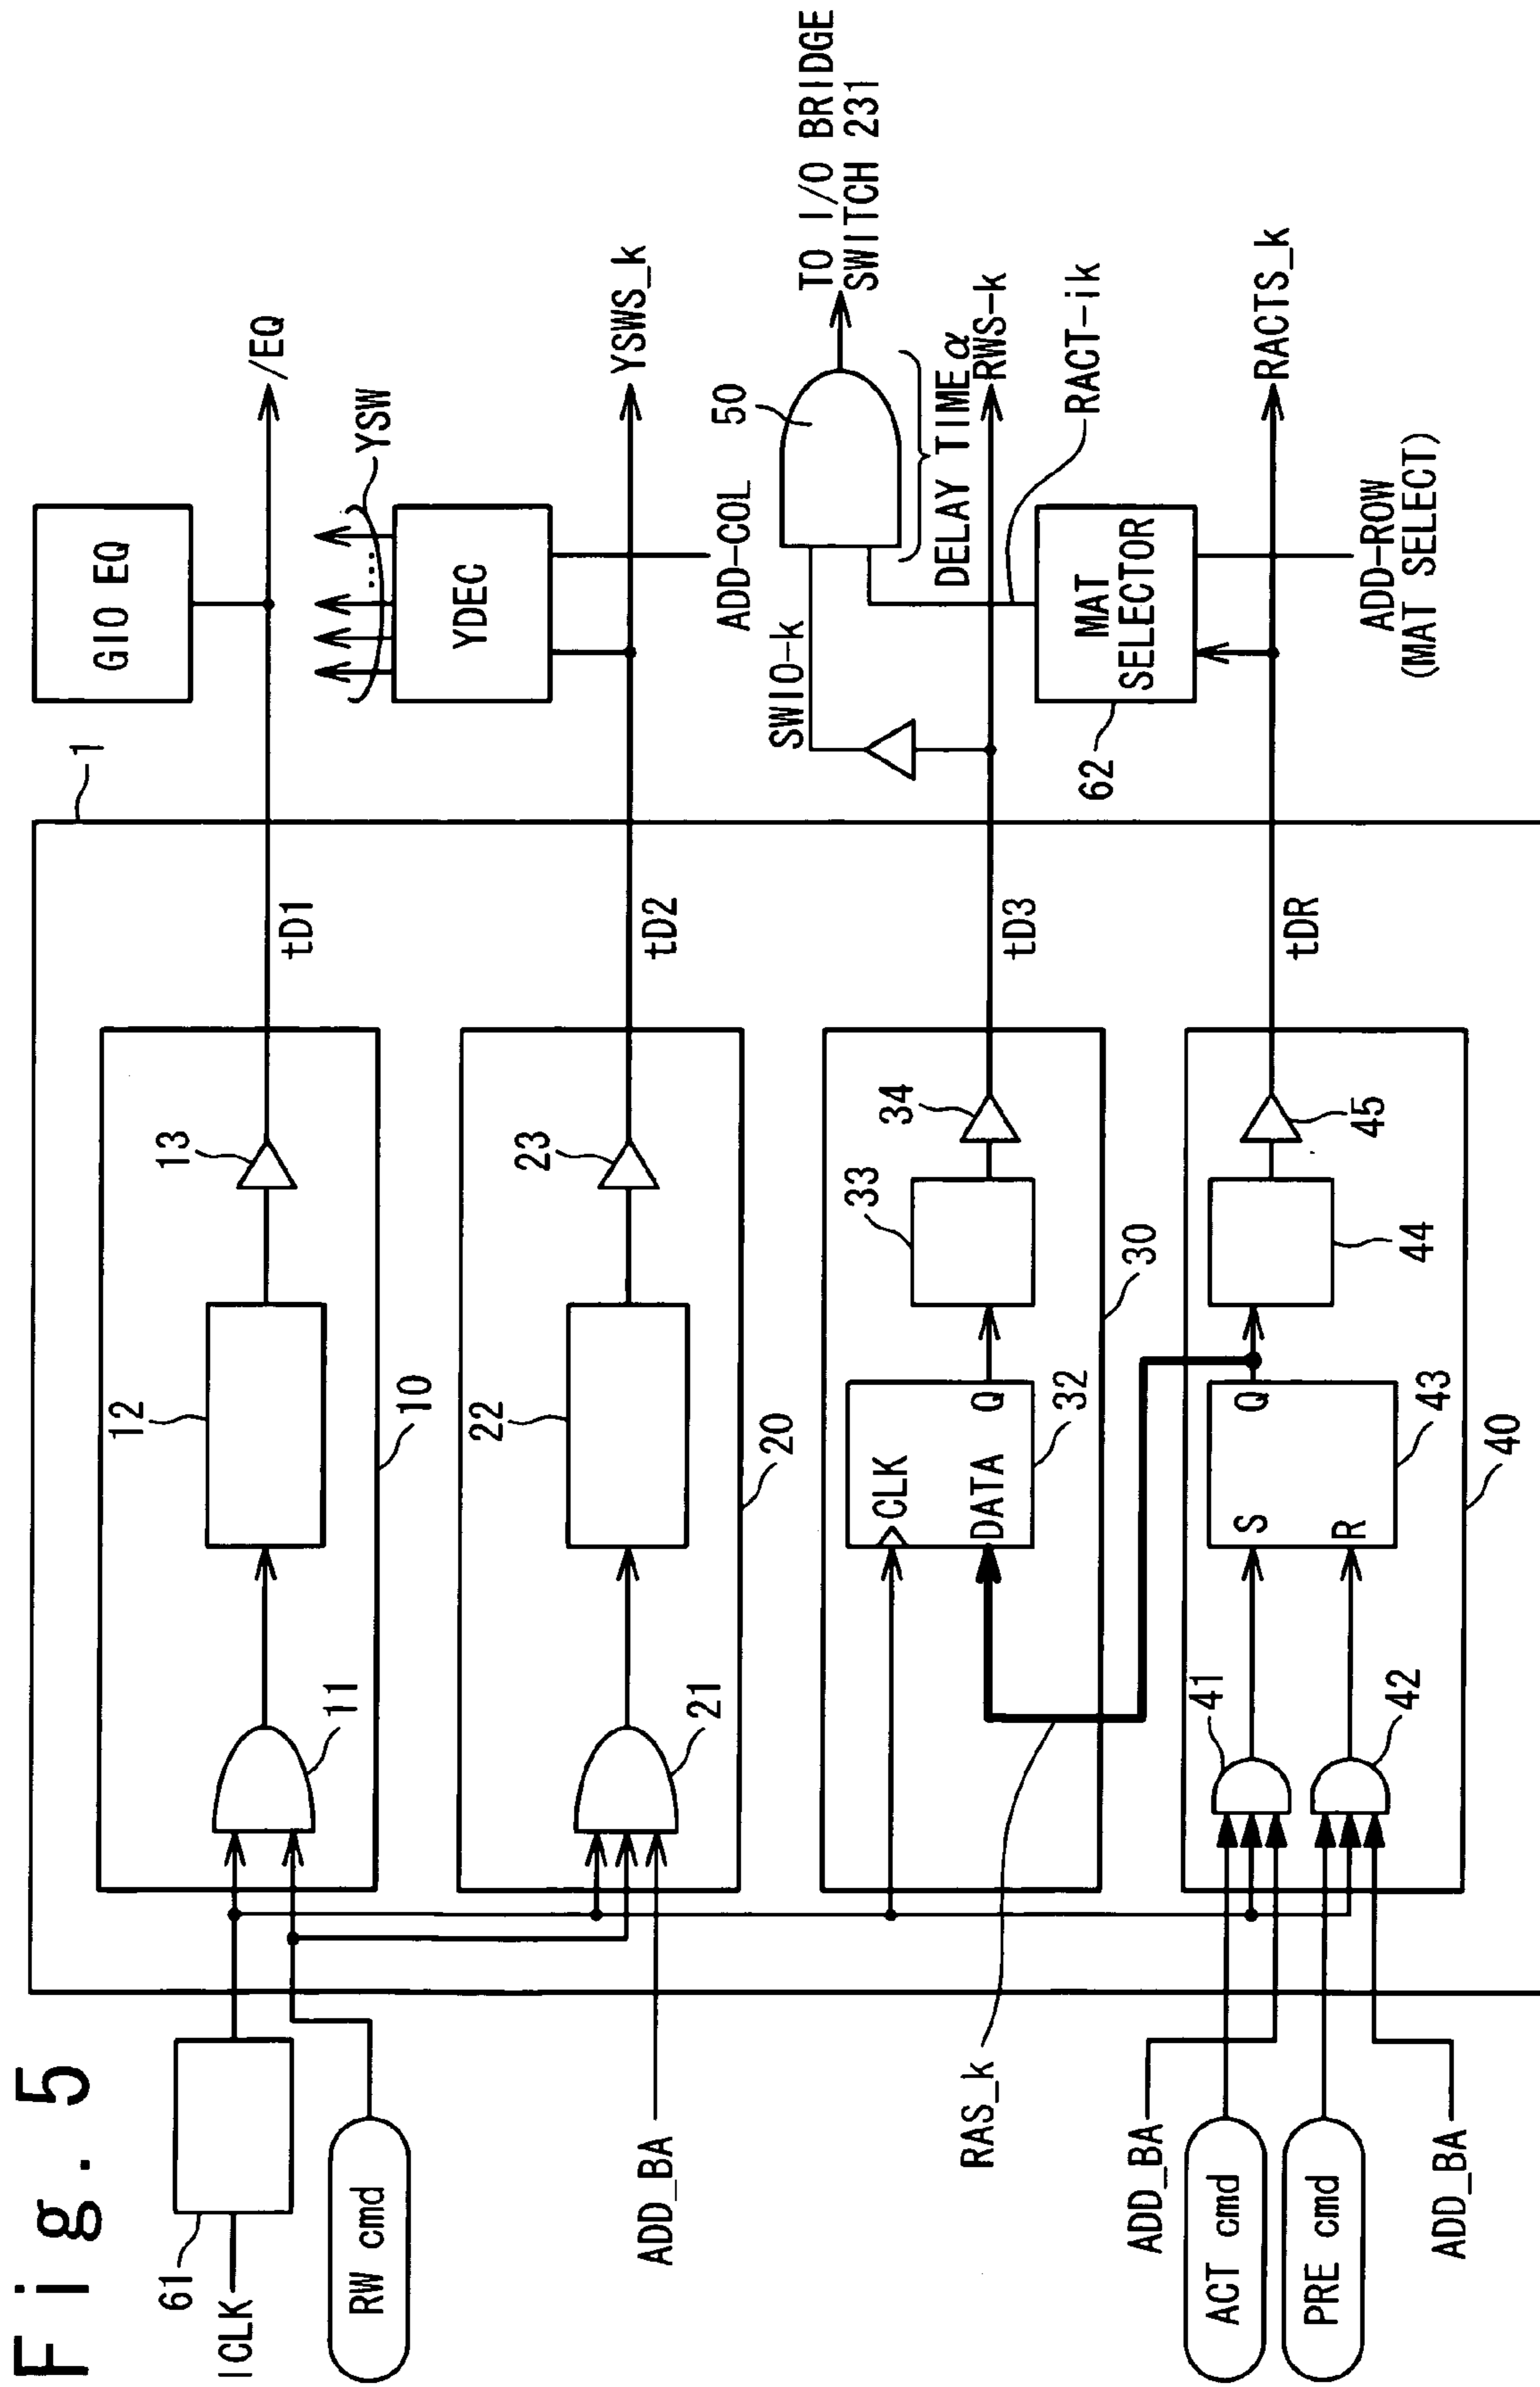 Fig. 5
61
ICLK
RW cmd
ADD_BA
RAS_k
ADD_BA
ACT cmd
PRE cmd
ADD_BA
1
11
12
13
10
tD1
GIO EQ
/EQ
21
22
23
20
tD2
YSW
...
YDEC
YSWS_k
ADD-COL
CLK
DATA
Q
32
33
34
30
tD3
SWIO-k
50
TO I/O BRIDGE
SWITCH 231
DELAY TIME α
RWS-k
RACT-ik
41
42
S
R
Q
43
44
45
40
tDR
62
MAT
SELECTOR
RACTS_k
ADD-ROW
(MAT SELECT)